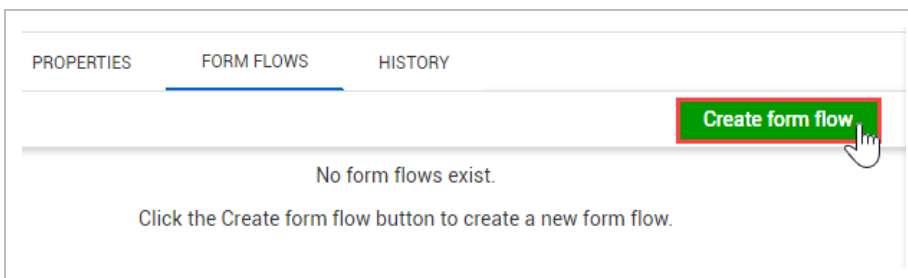 PROPERTIES FORM FLOWS HISTORY
Create form flow
No form flows exist.
Click the Create form flow button to create a new form flow.